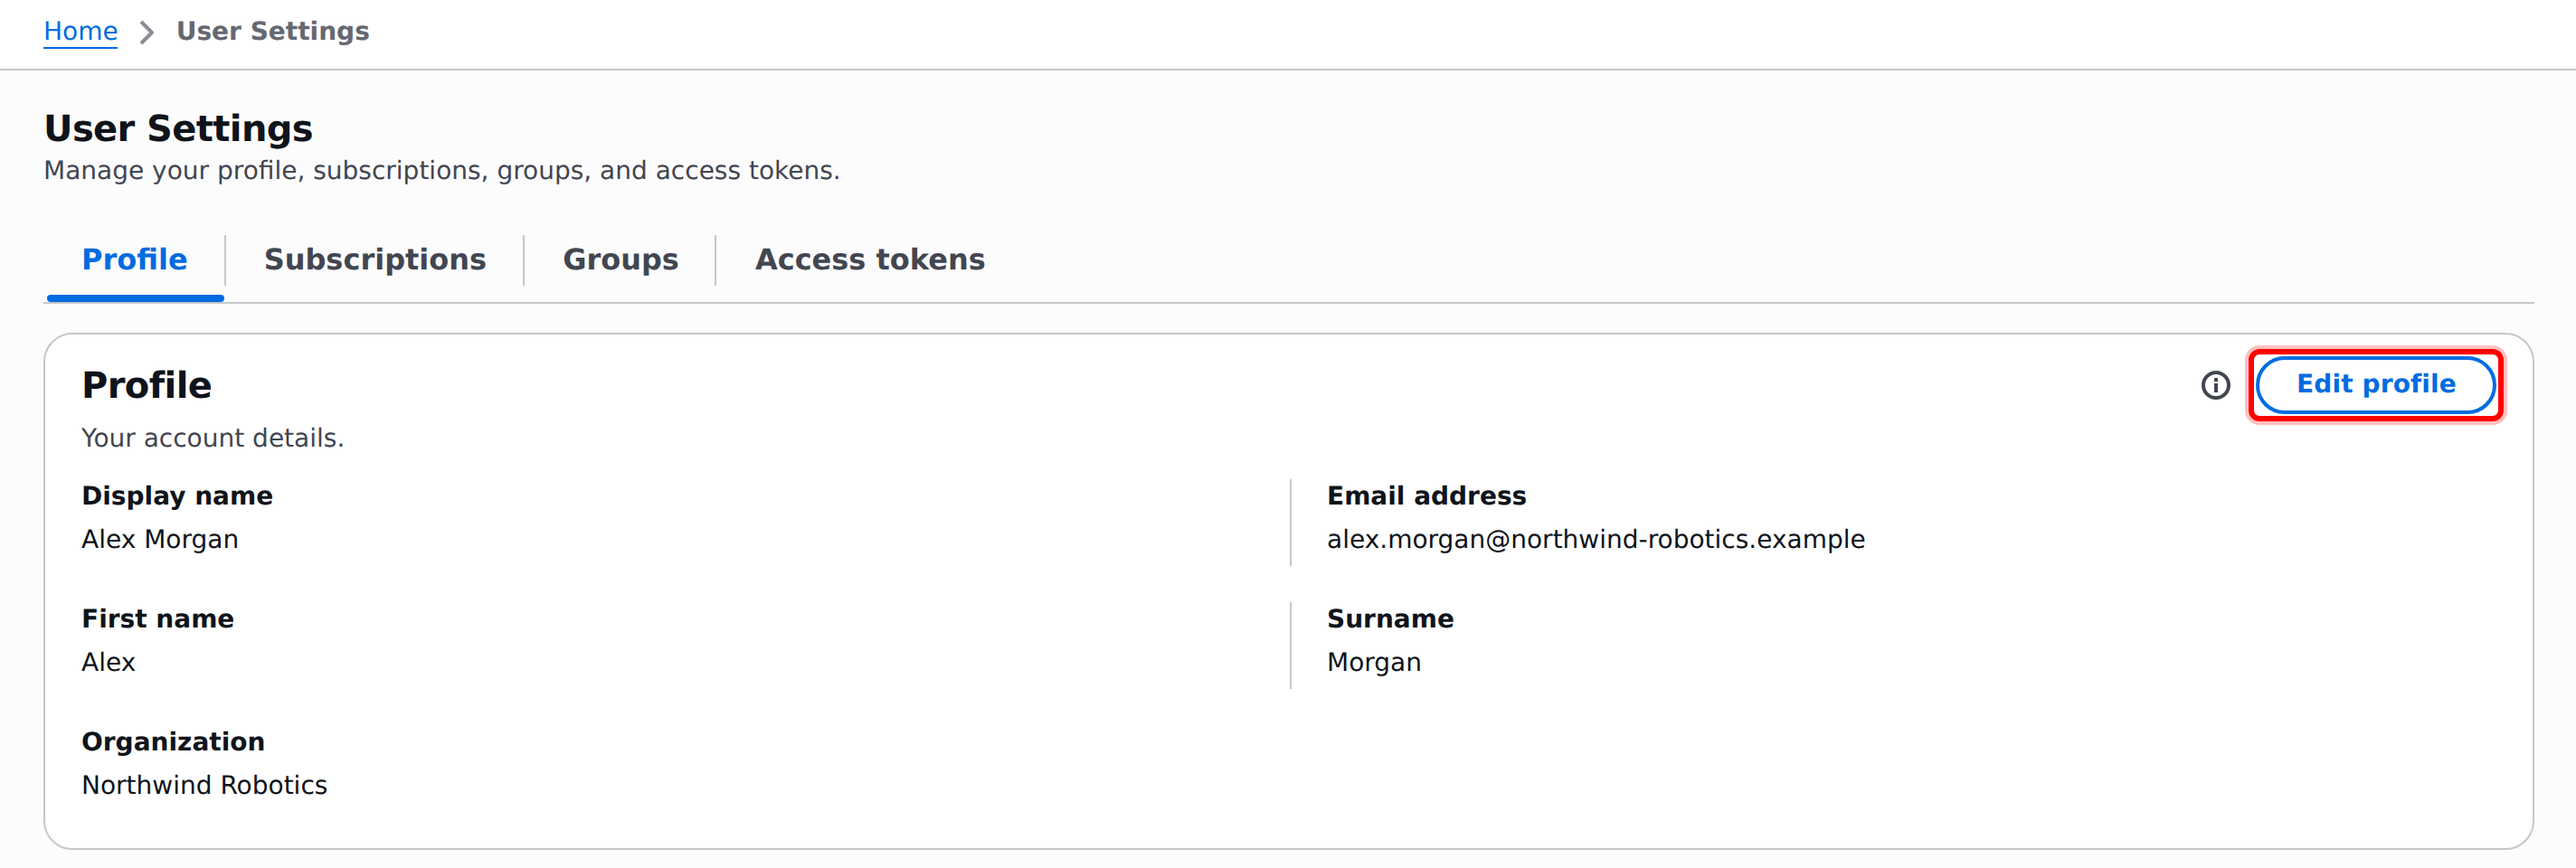 Home > User Settings
User Settings
Manage your profile, subscriptions, groups, and access tokens.
Profile Subscriptions Groups Access tokens
Profile
Edit profile
Your account details.
Display name
Alex Morgan
Email address
alex.morgan@northwind-robotics.example
First name
Alex
Surname
Morgan
Organization
Northwind Robotics